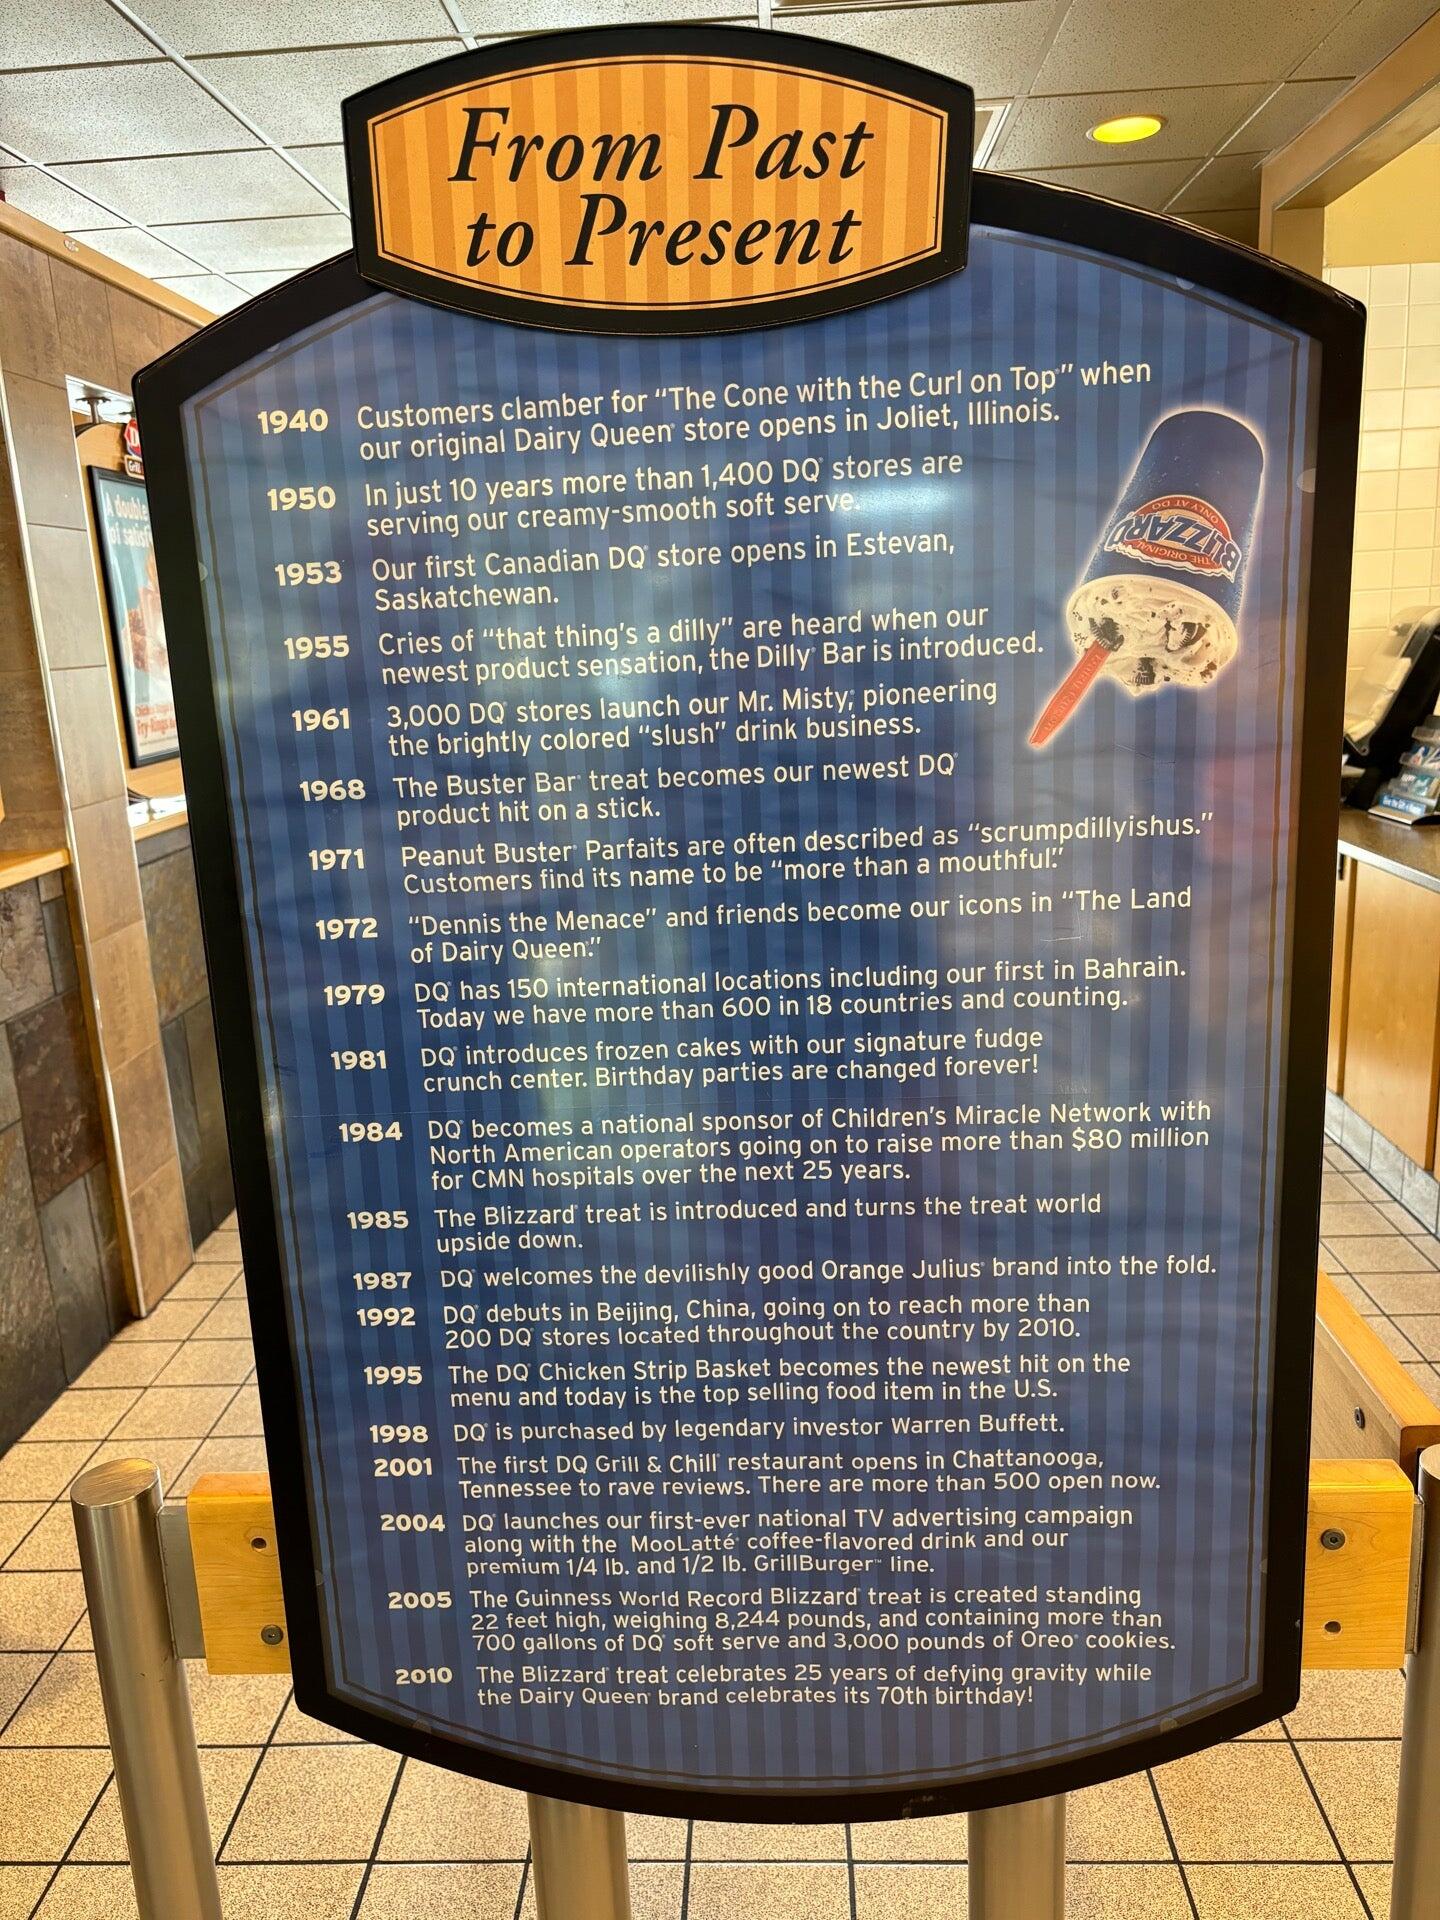 From Past
to Present
1940 Customers clamber for “The Cone with the Curl on Top” when
our original Dairy Queen® store opens in Joliet, Illinois.
1950 In just 10 years more than 1,400 DQ® stores are
serving our creamy-smooth soft serve.
1953 Our first Canadian DQ® store opens in Estevan,
Saskatchewan.
1955 Cries of “that thing’s a dilly” are heard when our
newest product sensation, the Dilly® Bar is introduced.
1961 3,000 DQ® stores launch our Mr. Misty®, pioneering
the brightly colored “slush” drink business.
1968 The Buster Bar® treat becomes our newest DQ®
product hit on a stick.
1971 Peanut Buster® Parfaits are often described as “scrumpdillyishus.”
Customers find its name to be “more than a mouthful.”
1972 “Dennis the Menace” and friends become our icons in “The Land
of Dairy Queen®.”
1979 DQ® has 150 international locations including our first in Bahrain.
Today we have more than 600 in 18 countries and counting.
1981 DQ® introduces frozen cakes with our signature fudge
crunch center. Birthday parties are changed forever!
1984 DQ® becomes a national sponsor of Children’s Miracle Network with
North American operators going on to raise more than $80 million
for CMN hospitals over the next 25 years.
1985 The Blizzard® treat is introduced and turns the treat world
upside down.
1987 DQ® welcomes the devilishly good Orange Julius® brand into the fold.
1992 DQ® debuts in Beijing, China, going on to reach more than
200 DQ® stores located throughout the country by 2010.
1995 The DQ® Chicken Strip Basket becomes the newest hit on the
menu and today is the top selling food item in the U.S.
1998 DQ® is purchased by legendary investor Warren Buffett.
2001 The first DQ Grill & Chill® restaurant opens in Chattanooga,
Tennessee to rave reviews. There are more than 500 open now.
2004 DQ® launches our first-ever national TV advertising campaign
along with the MooLatté® coffee-flavored drink and our
premium 1/4 lb. and 1/2 lb. GrillBurger™ line.
2005 The Guinness World Record Blizzard® treat is created standing
22 feet high, weighing 8,244 pounds, and containing more than
700 gallons of DQ® soft serve and 3,000 pounds of Oreo® cookies.
2010 The Blizzard® treat celebrates 25 years of defying gravity while
the Dairy Queen® brand celebrates its 70th birthday!
THE ORIGINAL
BLIZZARD
ONLY AT DQ
A double
of